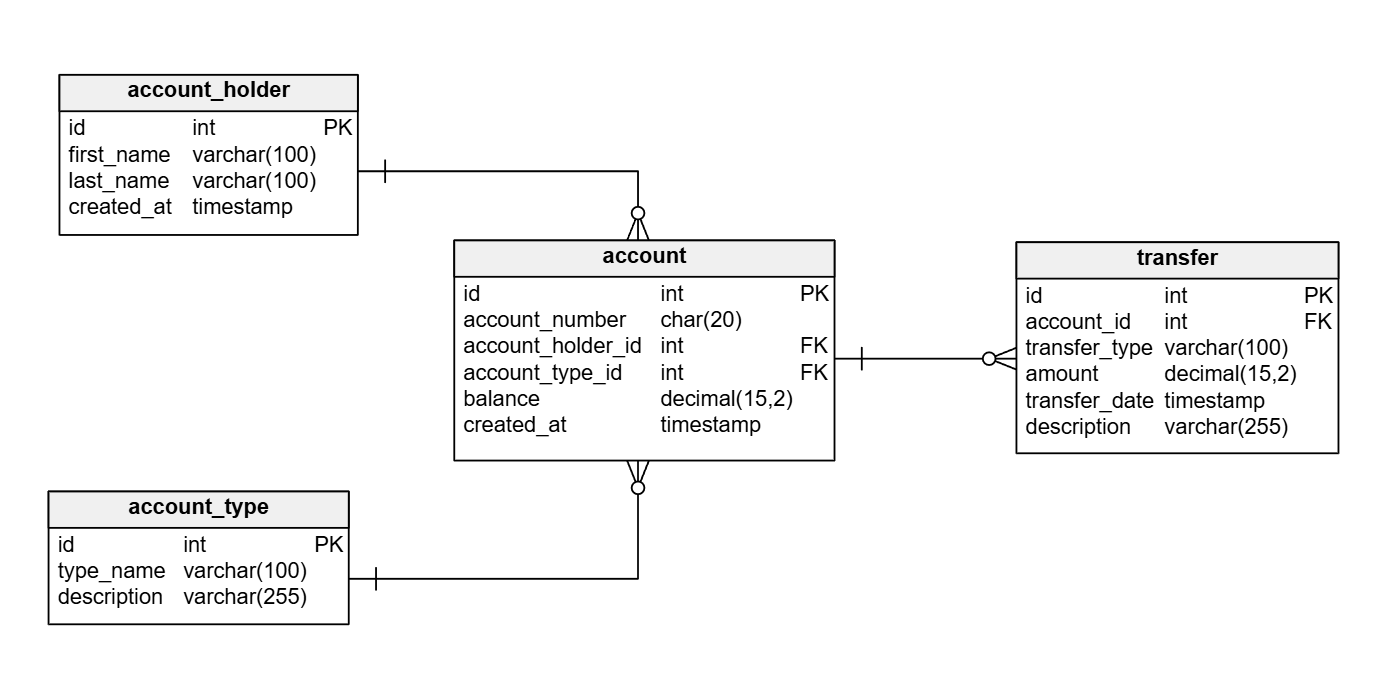 account_holder
id int PK
first_name varchar(100)
last_name varchar(100)
created_at timestamp
account
id int PK
account_number char(20)
account_holder_id int FK
account_type_id int FK
balance decimal(15,2)
created_at timestamp
transfer
id int PK
account_id int FK
transfer_type varchar(100)
amount decimal(15,2)
transfer_date timestamp
description varchar(255)
account_type
id int PK
type_name varchar(100)
description varchar(255)